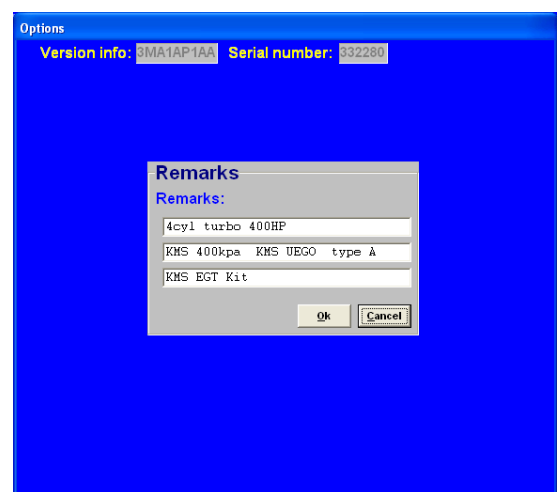 Options
Version info: 3MA1AP1AA Serial number: 332280
Remarks
Remarks:
4cyl turbo 400HP
KMS 400kpa KMS UEGO type A
KMS EGT Kit
Ok Cancel